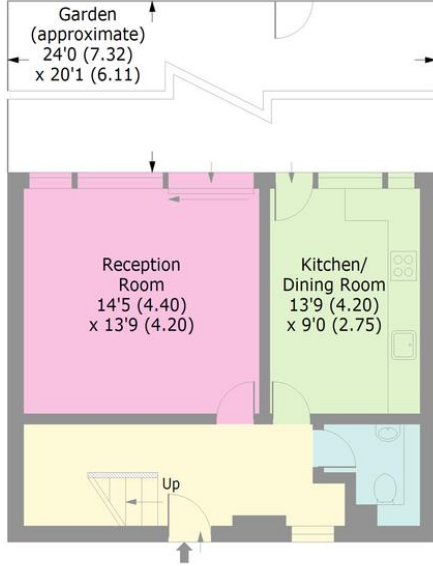 Garden
(approximate)
24'0 (7.32)
x 20'1 (6.11)
Reception
Room
14'5 (4.40)
x 13'9 (4.20)
Kitchen/
Dining Room
13'9 (4.20)
x 9'0 (2.75)
Up